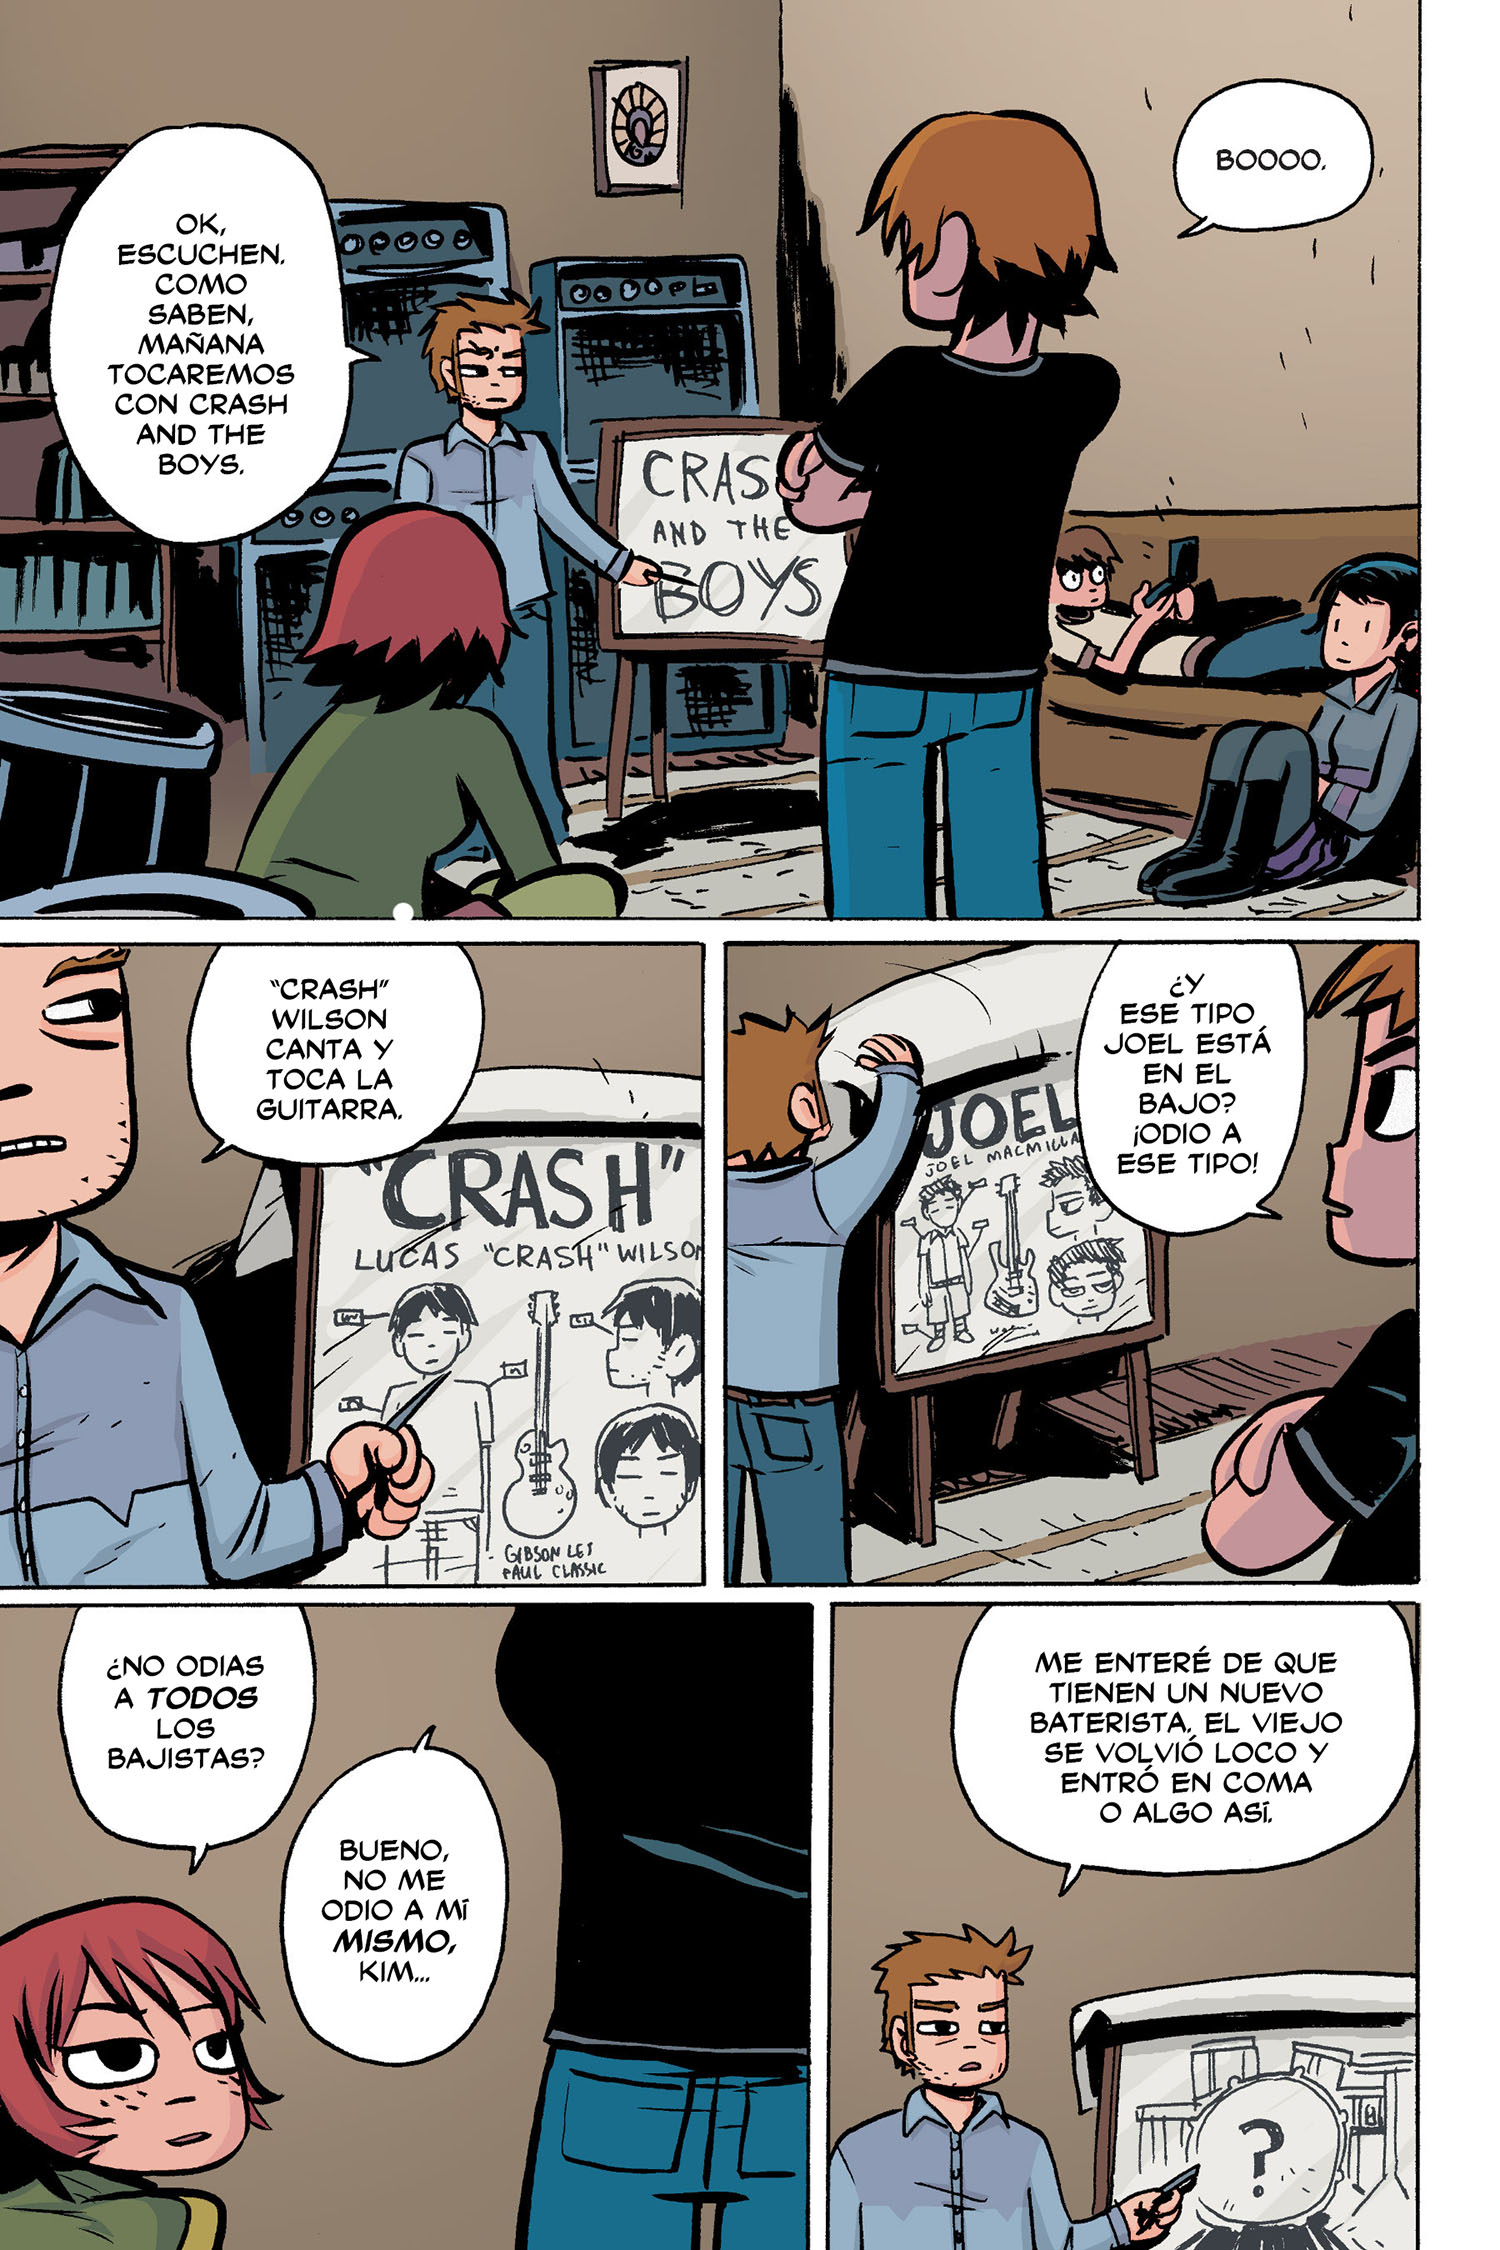 OK,
ESCUCHEN.
COMO
SABEN,
MAÑANA
TOCAREMOS
CON CRASH
AND THE
BOYS.
BOOOO.
CRAS
AND THE
BOYS
"CRASH"
WILSON
CANTA Y
TOCA LA
GUITARRA.
"CRASH"
LUCAS "CRASH" WILSON
GIBSON LES
PAUL CLASSIC
¿Y
ESE TIPO
JOEL ESTÁ
EN EL
BAJO?
¡ODIO A
ESE TIPO!
JOEL
JOEL MACMILLA
¿NO ODIAS
A TODOS
LOS
BAJISTAS?
BUENO,
NO ME
ODIO A MÍ
MISMO,
KIM...
ME ENTERÉ DE QUE
TIENEN UN NUEVO
BATERISTA. EL VIEJO
SE VOLVIÓ LOCO Y
ENTRÓ EN COMA
O ALGO ASÍ.
?